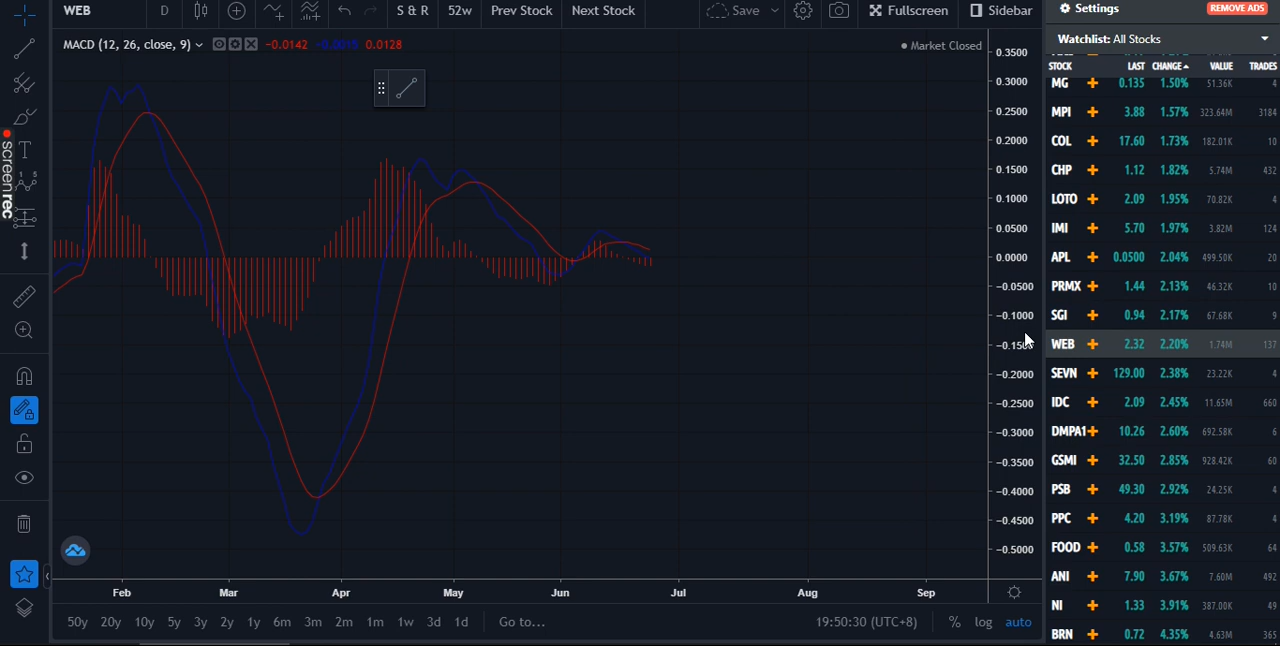 WEB D S & R 52w Prev Stock Next Stock Save Fullscreen Sidebar
Settings REMOVE ADS
Watchlist: All Stocks
MACD (12, 26, close, 9) -0.0142 0.0128
Market Closed
0.3500
0.3000
0.2500
0.2000
0.1500
0.1000
0.0500
0.0000
-0.0500
-0.1000
-0.2000
-0.2500
-0.3000
-0.3500
-0.4000
-0.4500
-0.5000
STOCK LAST CHANGE VALUE TRADES
MG 0.135 1.50% 51.36K 4
MPI 3.88 1.57% 323.64M 3184
COL 17.60 1.73% 182.01K 10
CHP 1.12 1.82% 5.74M 432
LOTO 2.09 1.95% 70.82K 4
IMI 5.70 1.97% 3.82M 124
APL 0.0500 2.04% 499.50K 20
PRMX 1.44 2.13% 46.32K 10
SGI 0.94 2.17% 67.68K 9
WEB 2.32 2.20% 1.74M 137
SEVN 129.00 2.38% 23.22K 4
IDC 2.09 2.45% 11.65M 660
DMPA1 10.26 2.60% 692.58K 6
GSMI 32.50 2.85% 928.42K 60
PSB 49.30 2.92% 24.25K 4
PPC 4.20 3.19% 87.78K 4
FOOD 0.58 3.57% 509.63K 64
ANI 7.90 3.67% 7.60M 492
NI 1.33 3.91% 387.00K 49
BRN 0.72 4.35% 4.63M 365
screenrec
Feb Mar Apr May Jun Jul Aug Sep
50y 20y 10y 5y 3y 2y 1y 6m 3m 2m 1m 1w 3d 1d Go to... 19:50:30 (UTC+8) % log auto